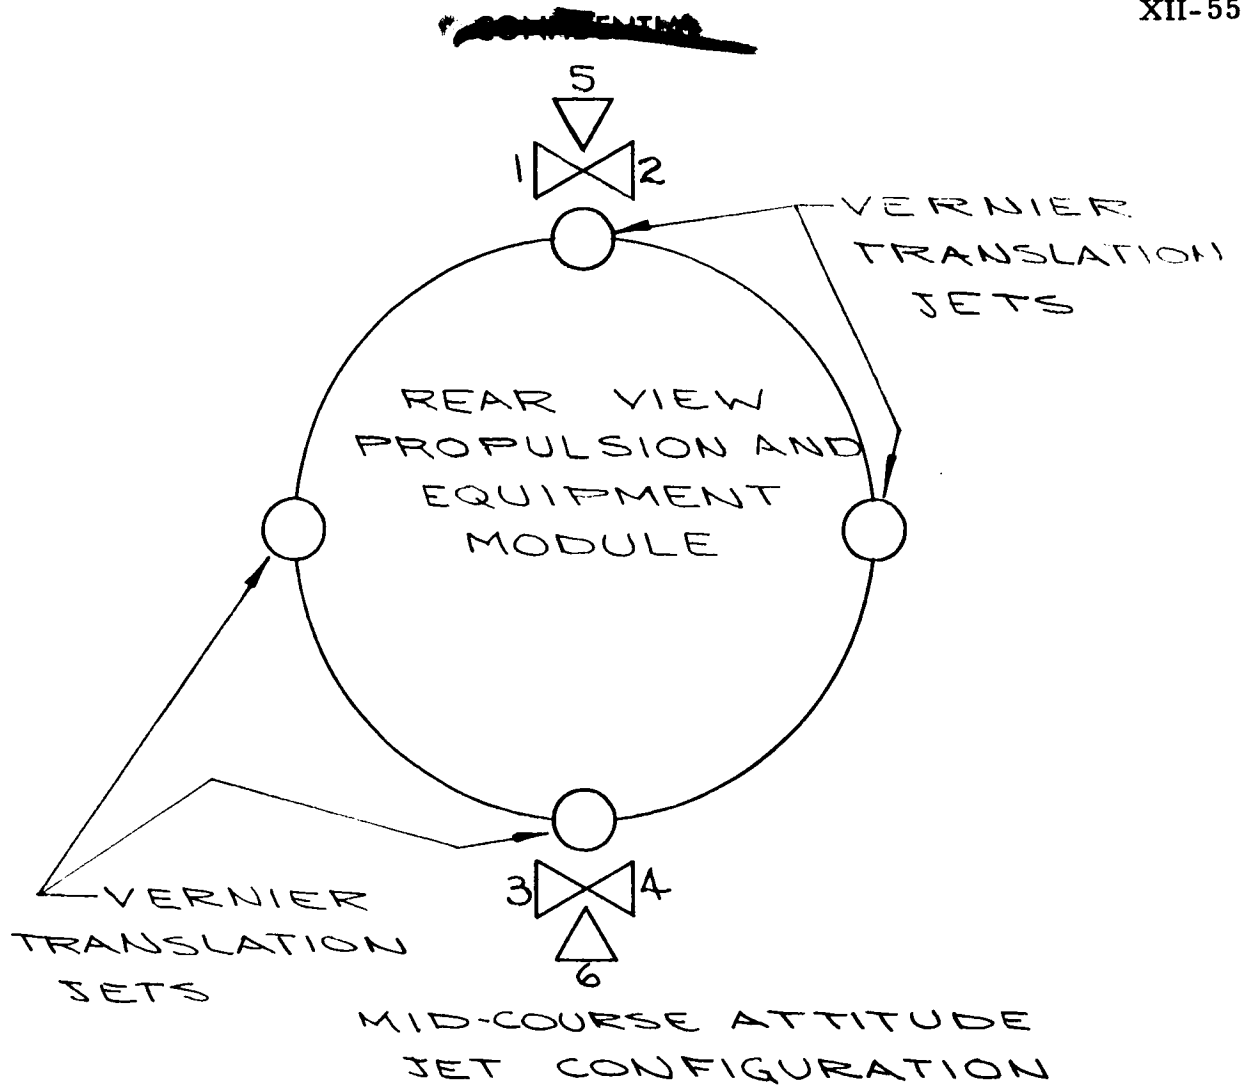 XII-55
5
1 2
VERNIER
TRANSLATION
JETS
REAR VIEW
PROPULSION AND
EQUIPMENT
MODULE
3 4
VERNIER
TRANSLATION
JETS
6
MID-COURSE ATTITUDE
JET CONFIGURATION